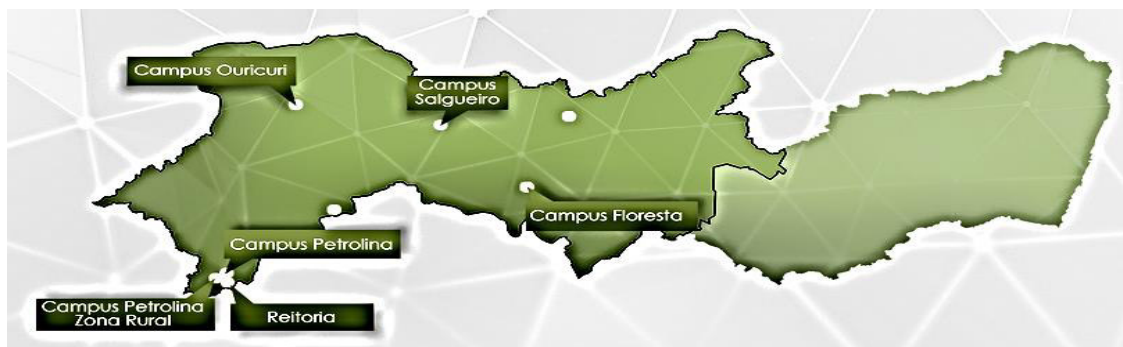 Campus Ouricuri
Campus
Salgueiro
Campus Floresta
Campus Petrolina
Campus Petrolina
Zona Rural
Reitoria